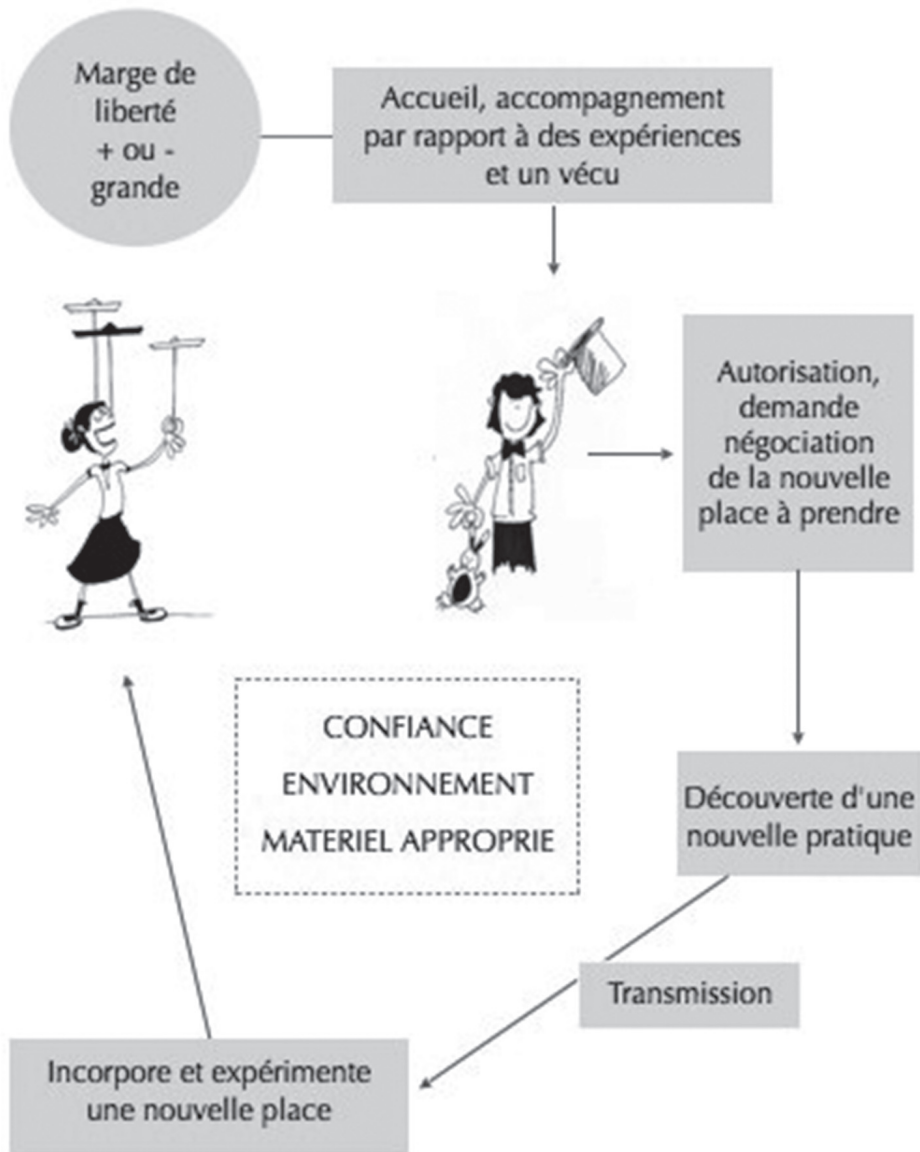 Marge de
liberté
+ ou -
grande
Accueil, accompagnement
par rapport à des expériences
et un vécu
Autorisation,
demande
négociation
de la nouvelle
place à prendre
CONFIANCE
ENVIRONNEMENT
MATERIEL APPROPRIE
Découverte d'une
nouvelle pratique
Transmission
Incorpore et expérimente
une nouvelle place